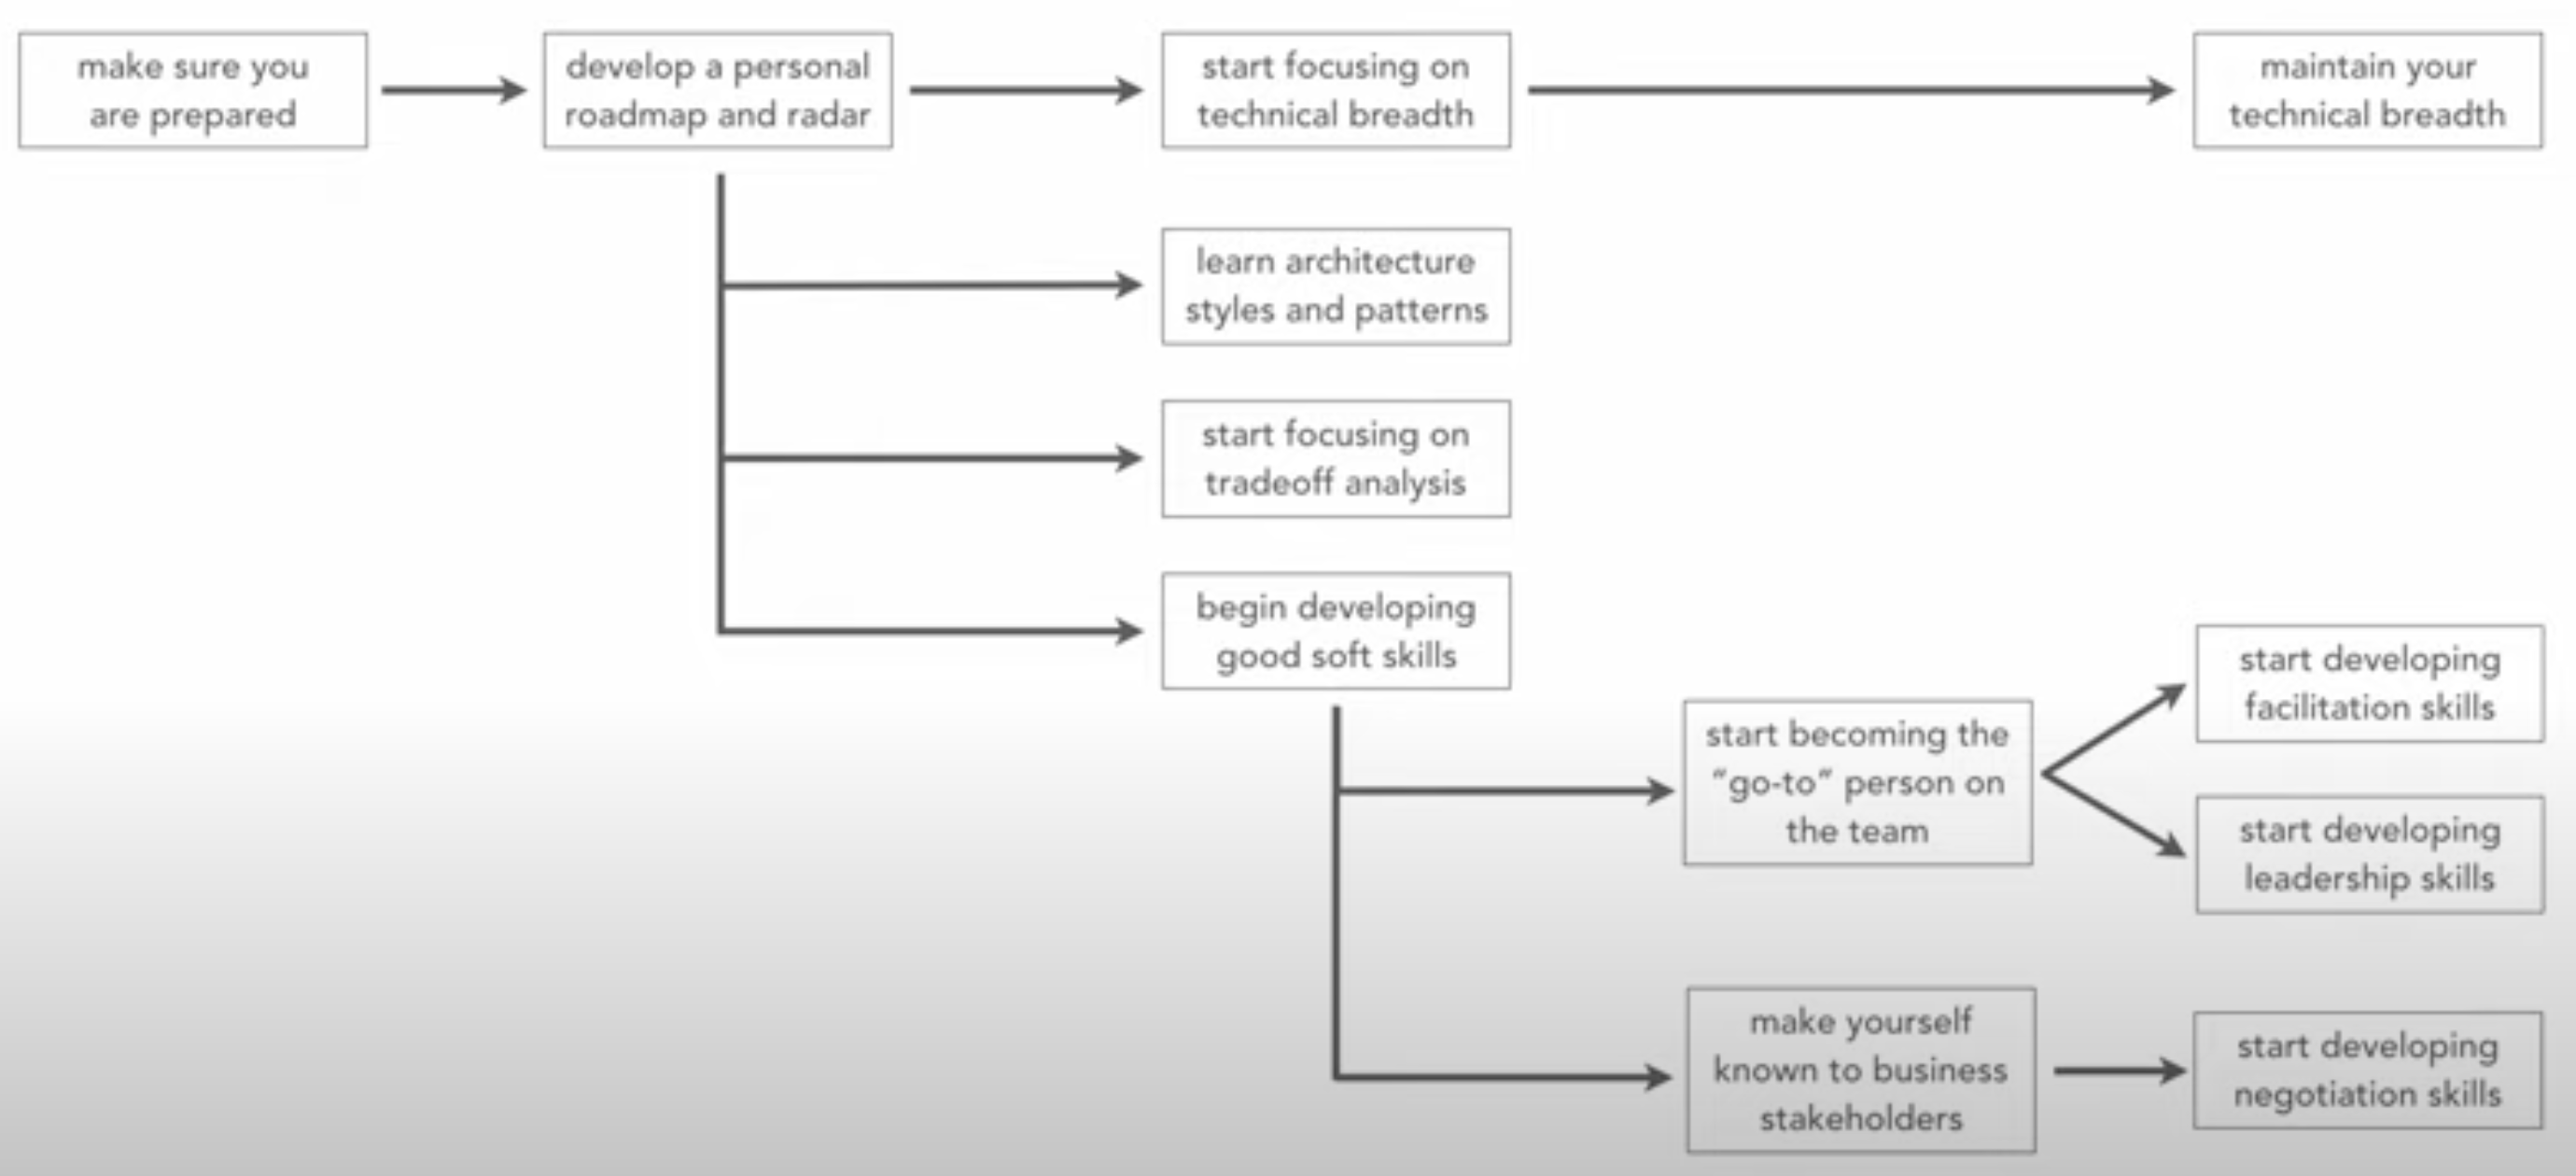 make sure you
are prepared
develop a personal
roadmap and radar
start focusing on
technical breadth
maintain your
technical breadth
learn architecture
styles and patterns
start focusing on
tradeoff analysis
begin developing
good soft skills
start becoming the
“go-to” person on
the team
start developing
facilitation skills
start developing
leadership skills
make yourself
known to business
stakeholders
start developing
negotiation skills